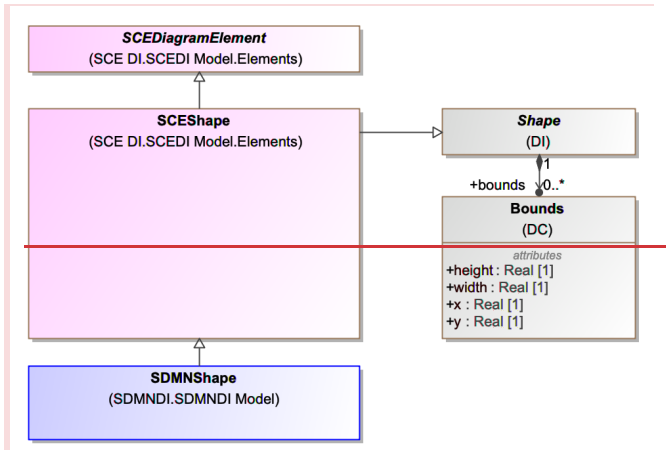 SCEDiagramElement
(SCE DI.SCEDI Model.Elements)
SCEShape
(SCE DI.SCEDI Model.Elements)
Shape
(DI)
1
+bounds
0..*
Bounds
(DC)
attributes
+height : Real [1]
+width : Real [1]
+x : Real [1]
+y : Real [1]
SDMNShape
(SDMNDI.SDMNDI Model)